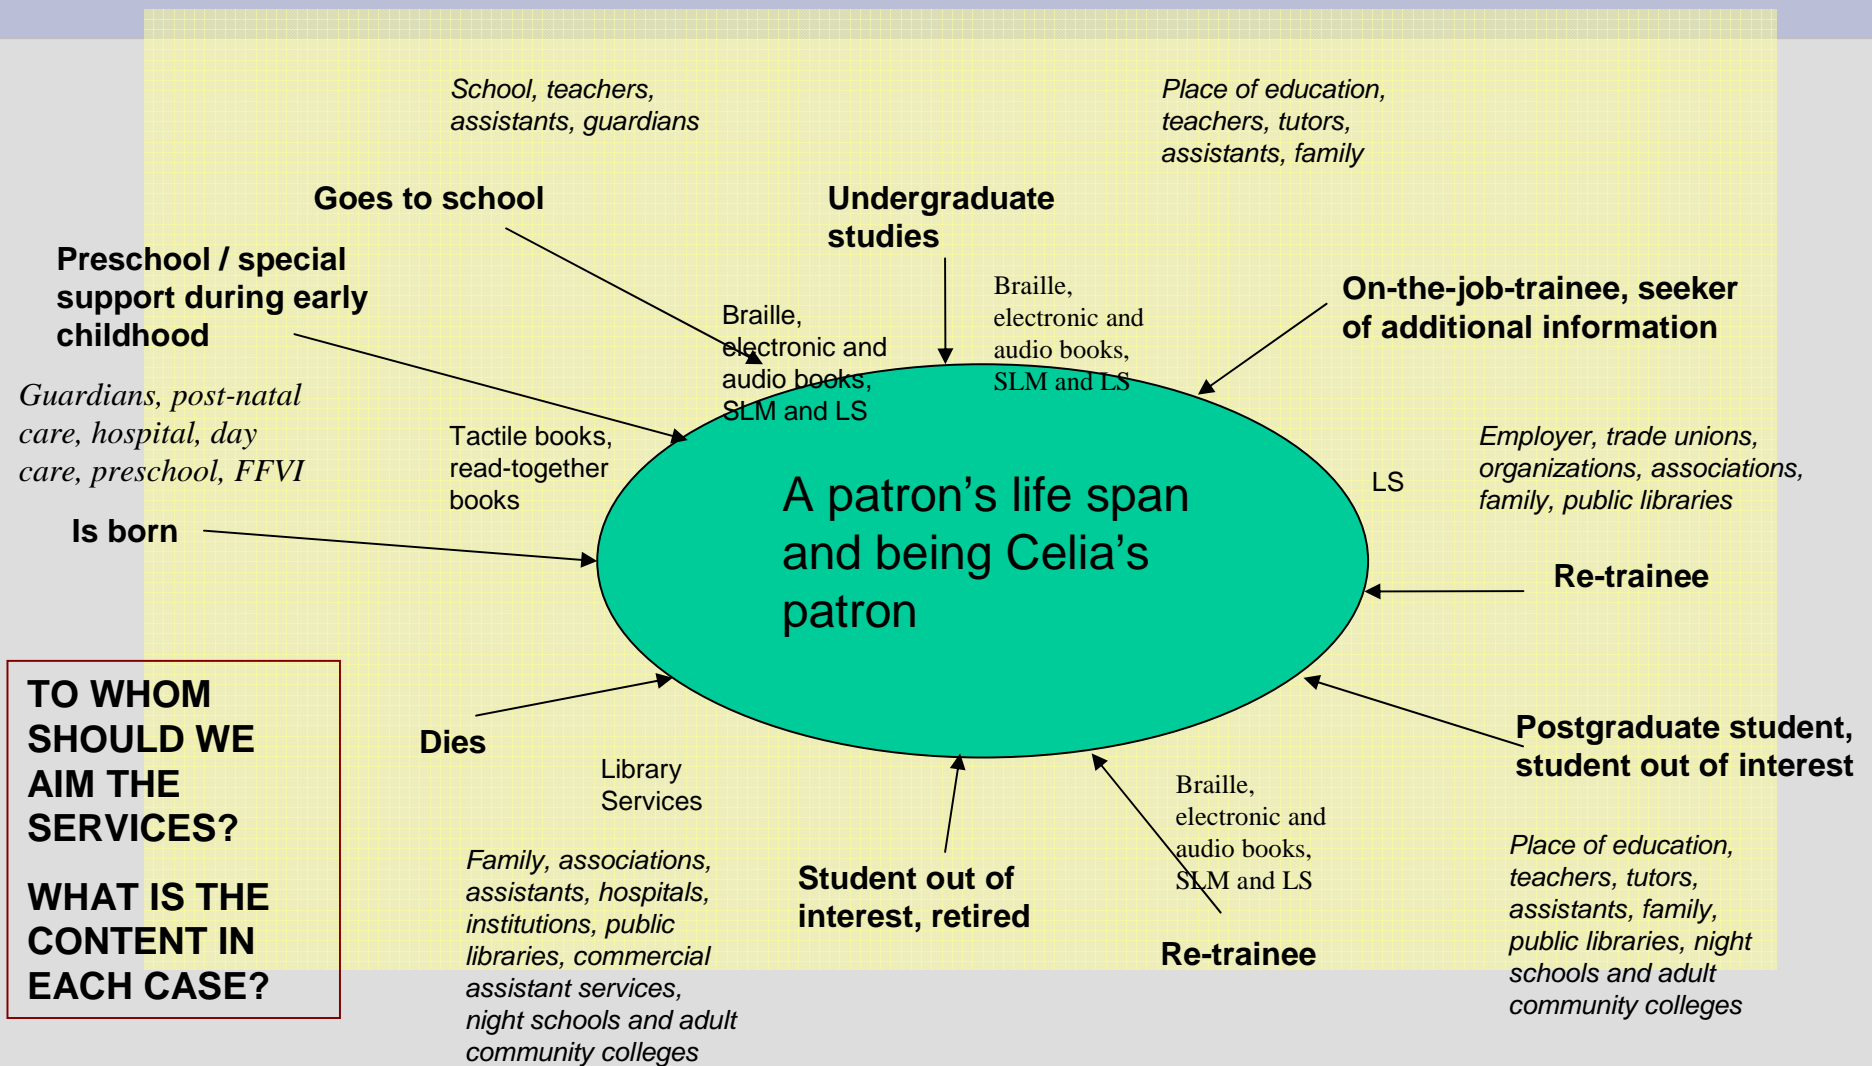 School, teachers,
assistants, guardians
Place of education,
teachers, tutors,
assistants, family
Goes to school
Undergraduate
studies
Preschool / special
support during early
childhood
On-the-job-trainee, seeker
of additional information
Braille,
electronic and
audio books,
SLM and LS
Braille,
electronic and
audio books,
SLM and LS
Guardians, post-natal
care, hospital, day
care, preschool, FFVI
Tactile books,
read-together
books
LS
Employer, trade unions,
organizations, associations,
family, public libraries
Is born
A patron’s life span
and being Celia’s
patron
Re-trainee
TO WHOM
SHOULD WE
AIM THE
SERVICES?
WHAT IS THE
CONTENT IN
EACH CASE?
Dies
Library
Services
Postgraduate student,
student out of interest
Braille,
electronic and
audio books,
SLM and LS
Family, associations,
assistants, hospitals,
institutions, public
libraries, commercial
assistant services,
night schools and adult
community colleges
Student out of
interest, retired
Re-trainee
Place of education,
teachers, tutors,
assistants, family,
public libraries, night
schools and adult
community colleges